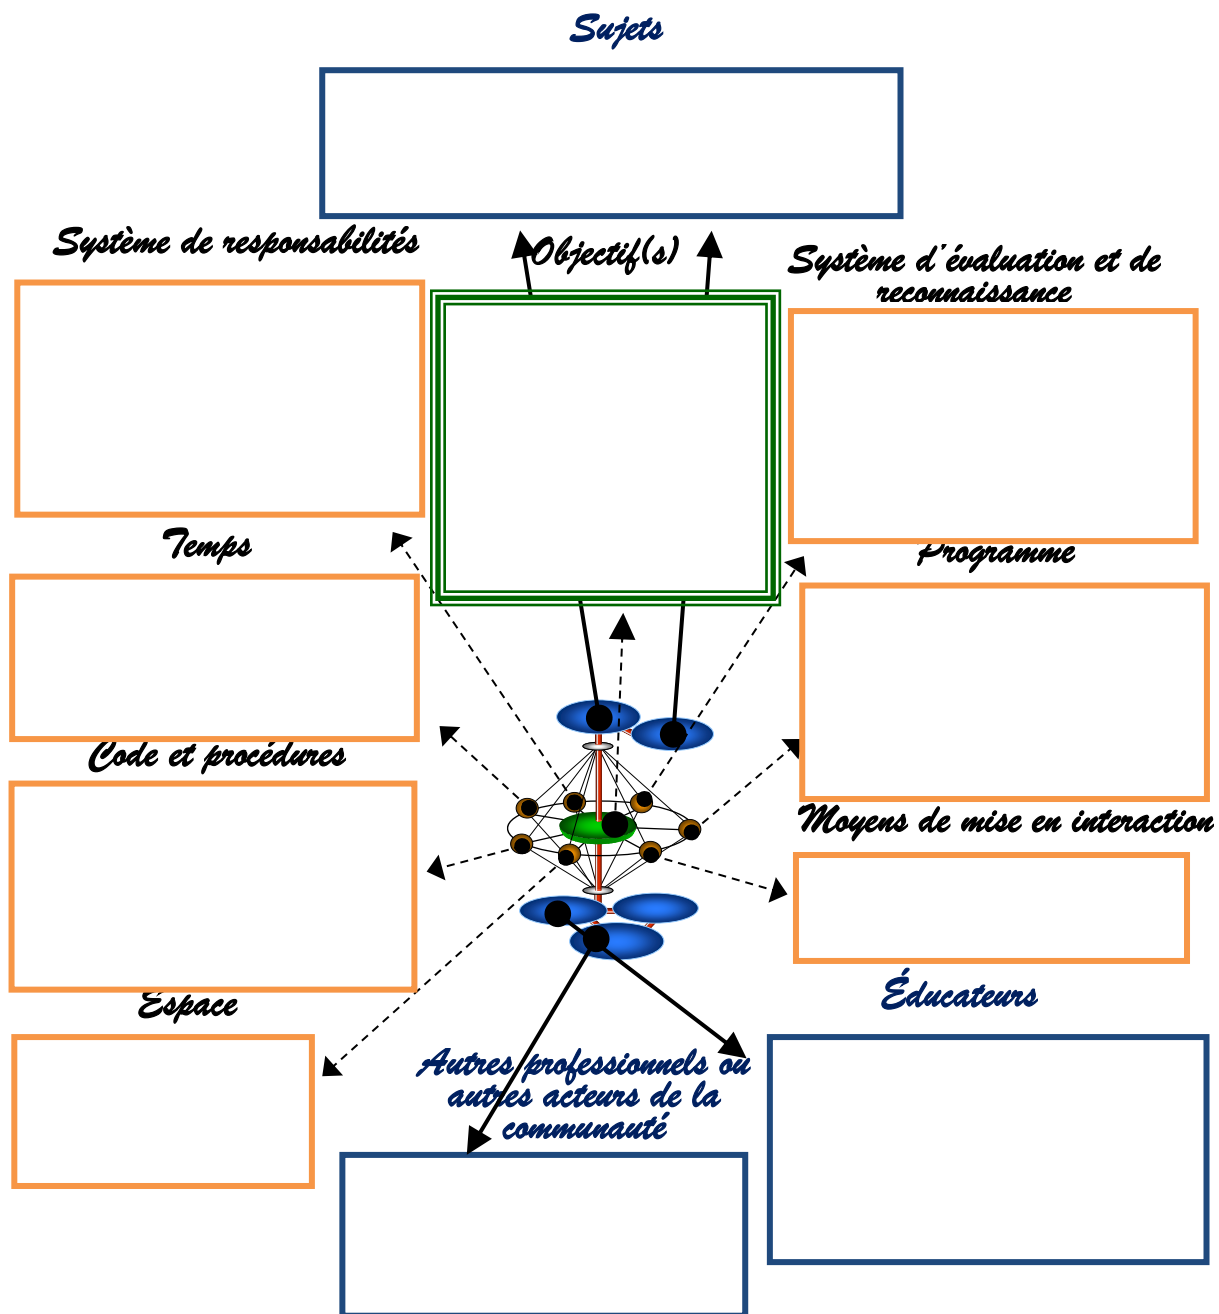 Sujets
Système de responsabilités
Objectif(s)
Système d'évaluation et de
reconnaissance
Temps
Programme
Code et procédures
Moyens de mise en interaction
Espace
Éducateurs
Autres professionnels ou
autres acteurs de la
communauté